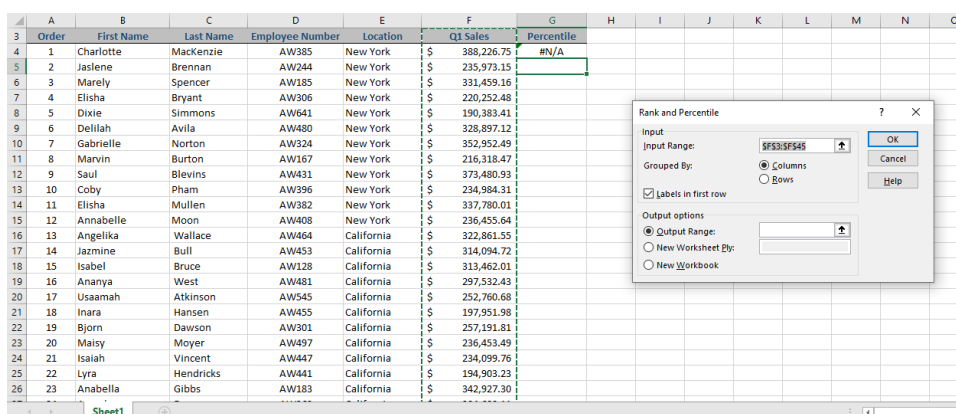 A B C D E F G H I J K L M N
3 Order First Name Last Name Employee Number Location Q1 Sales Percentile
4 1 Charlotte MacKenzie AW385 New York $ 388,226.75 #N/A
5 2 Jaslene Brennan AW244 New York $ 235,973.15
6 3 Marely Spencer AW185 New York $ 331,459.16
7 4 Elisha Bryant AW306 New York $ 220,252.48
8 5 Dixie Simmons AW641 New York $ 190,383.41
9 6 Delilah Avila AW480 New York $ 328,897.12
10 7 Gabrielle Norton AW324 New York $ 352,952.49
11 8 Marvin Burton AW167 New York $ 216,318.47
12 9 Saul Blevins AW431 New York $ 373,480.93
13 10 Coby Pham AW396 New York $ 234,984.31
14 11 Elisha Mullen AW382 New York $ 337,780.01
15 12 Annabelle Moon AW408 New York $ 236,455.64
16 13 Angelika Wallace AW464 California $ 322,861.55
17 14 Jazmine Bull AW453 California $ 314,094.72
18 15 Isabel Bruce AW128 California $ 313,462.01
19 16 Ananya West AW481 California $ 297,532.43
20 17 Usaamah Atkinson AW545 California $ 252,760.68
21 18 Inara Hansen AW455 California $ 197,951.98
22 19 Bjorn Dawson AW301 California $ 257,191.81
23 20 Maisy Moyer AW497 California $ 236,453.49
24 21 Isaiah Vincent AW447 California $ 234,099.76
25 22 Lyra Hendricks AW441 California $ 194,903.23
26 23 Anabella Gibbs AW183 California $ 342,927.30
Sheet1
Rank and Percentile ? ×
Input
Input Range: $F$3:$F$45
Grouped By: Columns
Rows
Labels in first row
Output options
Output Range:
New Worksheet Ply:
New Workbook
OK
Cancel
Help